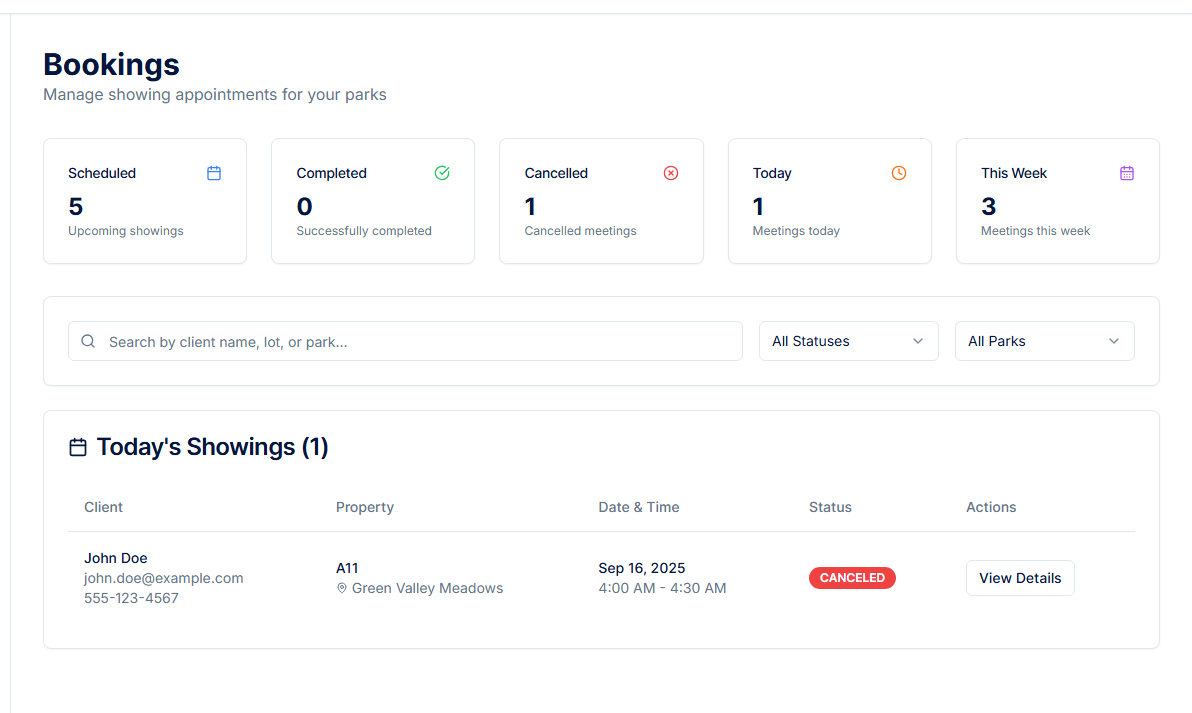 Bookings
Manage showing appointments for your parks
Scheduled
5
Upcoming showings
Completed
0
Successfully completed
Cancelled
1
Cancelled meetings
Today
1
Meetings today
This Week
3
Meetings this week
Search by client name, lot, or park...
All Statuses
All Parks
Today's Showings (1)
Client Property Date & Time Status Actions
John Doe
john.doe@example.com
555-123-4567
A11
Green Valley Meadows
Sep 16, 2025
4:00 AM - 4:30 AM
CANCELED
View Details